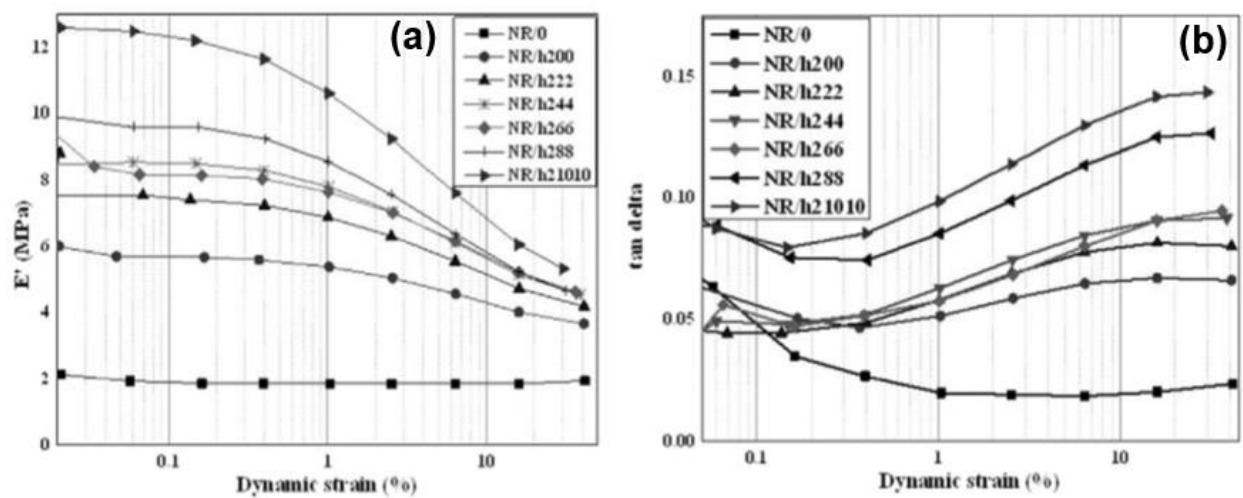 (a)
NR/0
NR/h200
NR/h222
NR/h244
NR/h266
NR/h288
NR/h21010
12
10
8
6
4
2
0
E' (MPa)
0.1
1
10
Dynamic strain (%)
(b)
NR/0
NR/h200
NR/h222
NR/h244
NR/h266
NR/h288
NR/h21010
0.15
0.10
0.05
0.00
tan delta
0.1
1
10
Dynamic strain (%)